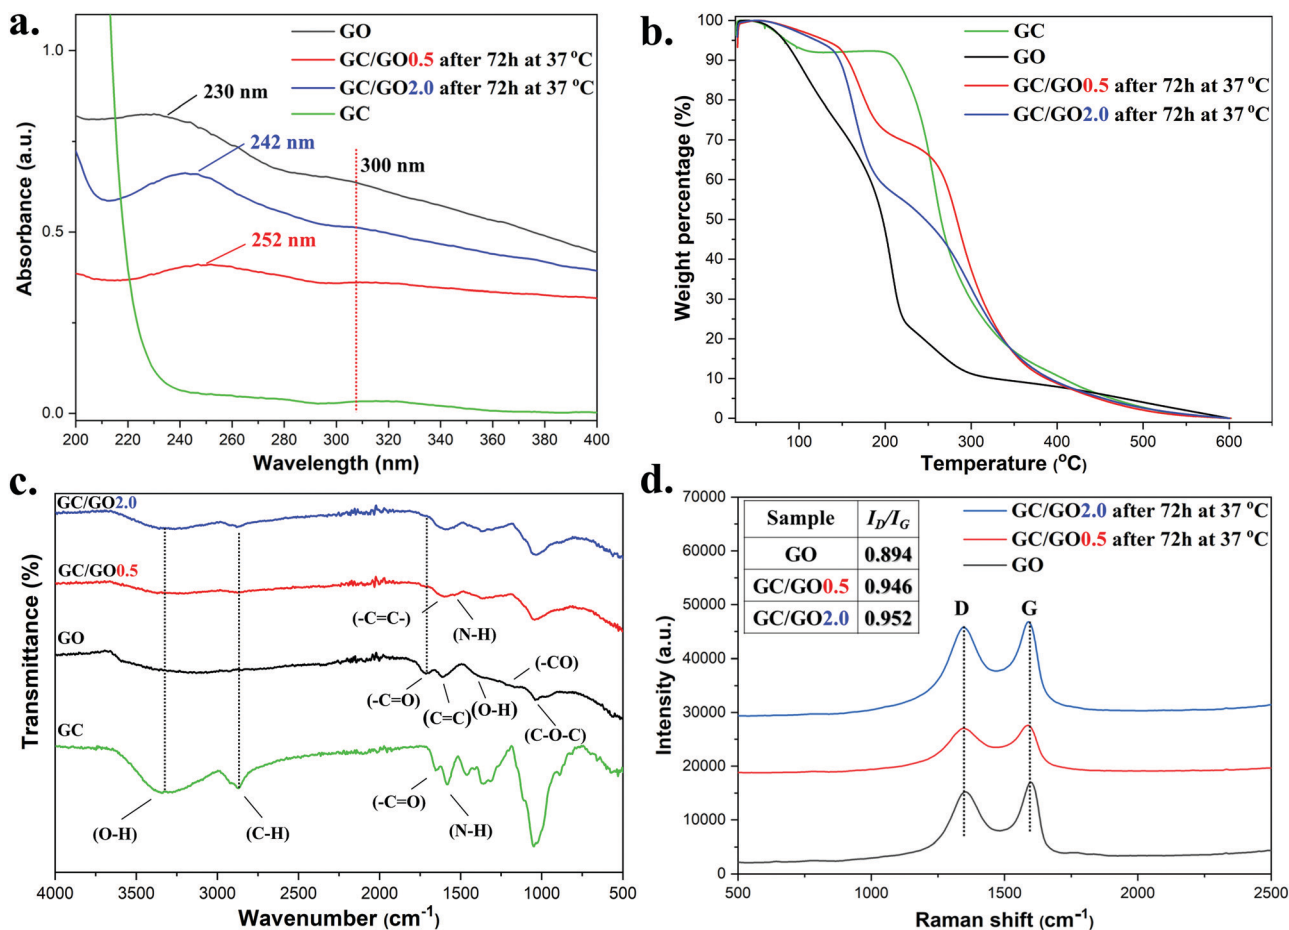 a.
GO
GC/GO0.5 after 72h at 37 °C
GC/GO2.0 after 72h at 37 °C
GC
230 nm
242 nm
252 nm
300 nm
Absorbance (a.u.)
1.0
0.5
0.0
200 220 240 260 280 300 320 340 360 380 400
Wavelength (nm)
b.
GC
GO
GC/GO0.5 after 72h at 37 °C
GC/GO2.0 after 72h at 37 °C
Weight percentage (%)
100
90
80
70
60
50
40
30
20
10
0
100 200 300 400 500 600
Temperature (°C)
c.
GC/GO2.0
GC/GO0.5
GO
GC
(-C=C-)
(N-H)
(-CO)
(-C=O)
(C=C)
(O-H)
(C-O-C)
(-C=O)
(N-H)
(O-H)
(C-H)
Transmittance (%)
4000 3500 3000 2500 2000 1500 1000 500
Wavenumber (cm⁻¹)
d.
Sample I_D/I_G
GO 0.894
GC/GO0.5 0.946
GC/GO2.0 0.952
GC/GO2.0 after 72h at 37 °C
GC/GO0.5 after 72h at 37 °C
GO
D G
Intensity (a.u.)
70000
60000
50000
40000
30000
20000
10000
0
500 1000 1500 2000 2500
Raman shift (cm⁻¹)